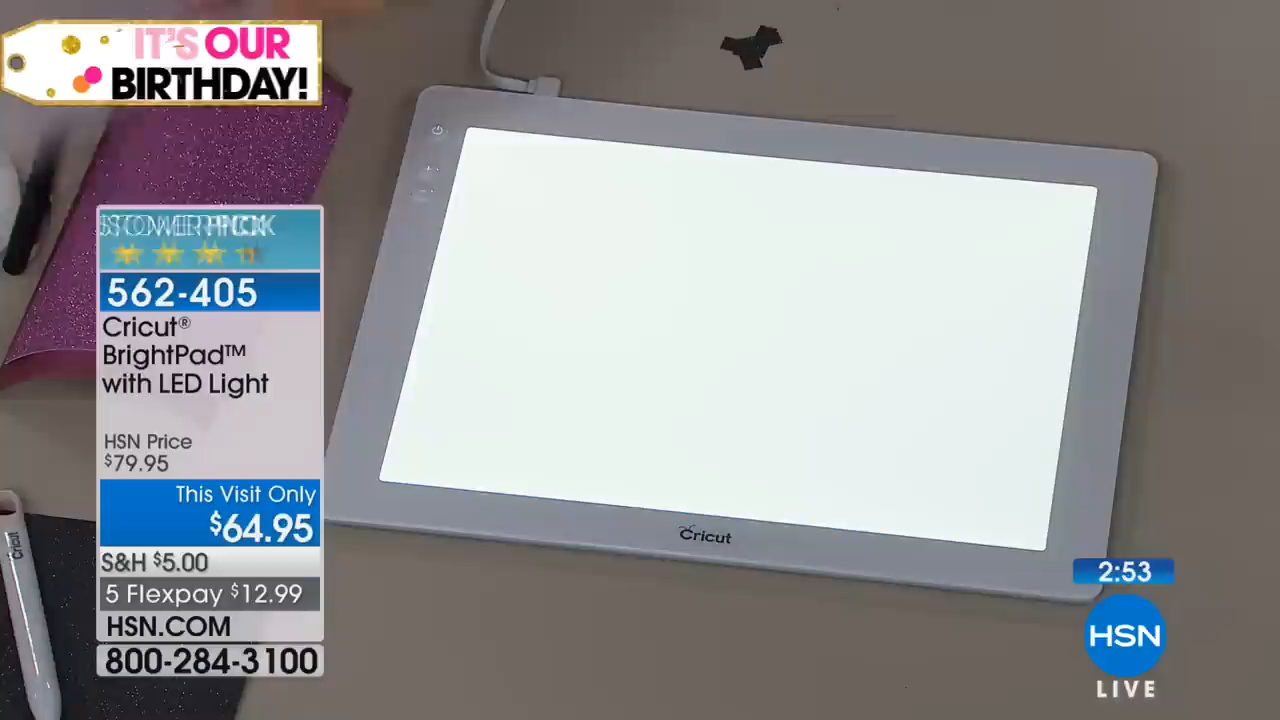 IT'S OUR
BIRTHDAY!
562-405
Cricut®
BrightPad™
with LED Light
HSN Price
$79.95
This Visit Only
$64.95
S&H $5.00
5 Flexpay $12.99
HSN.COM
800-284-3100
Cricut
Cricut
2:53
HSN
LIVE